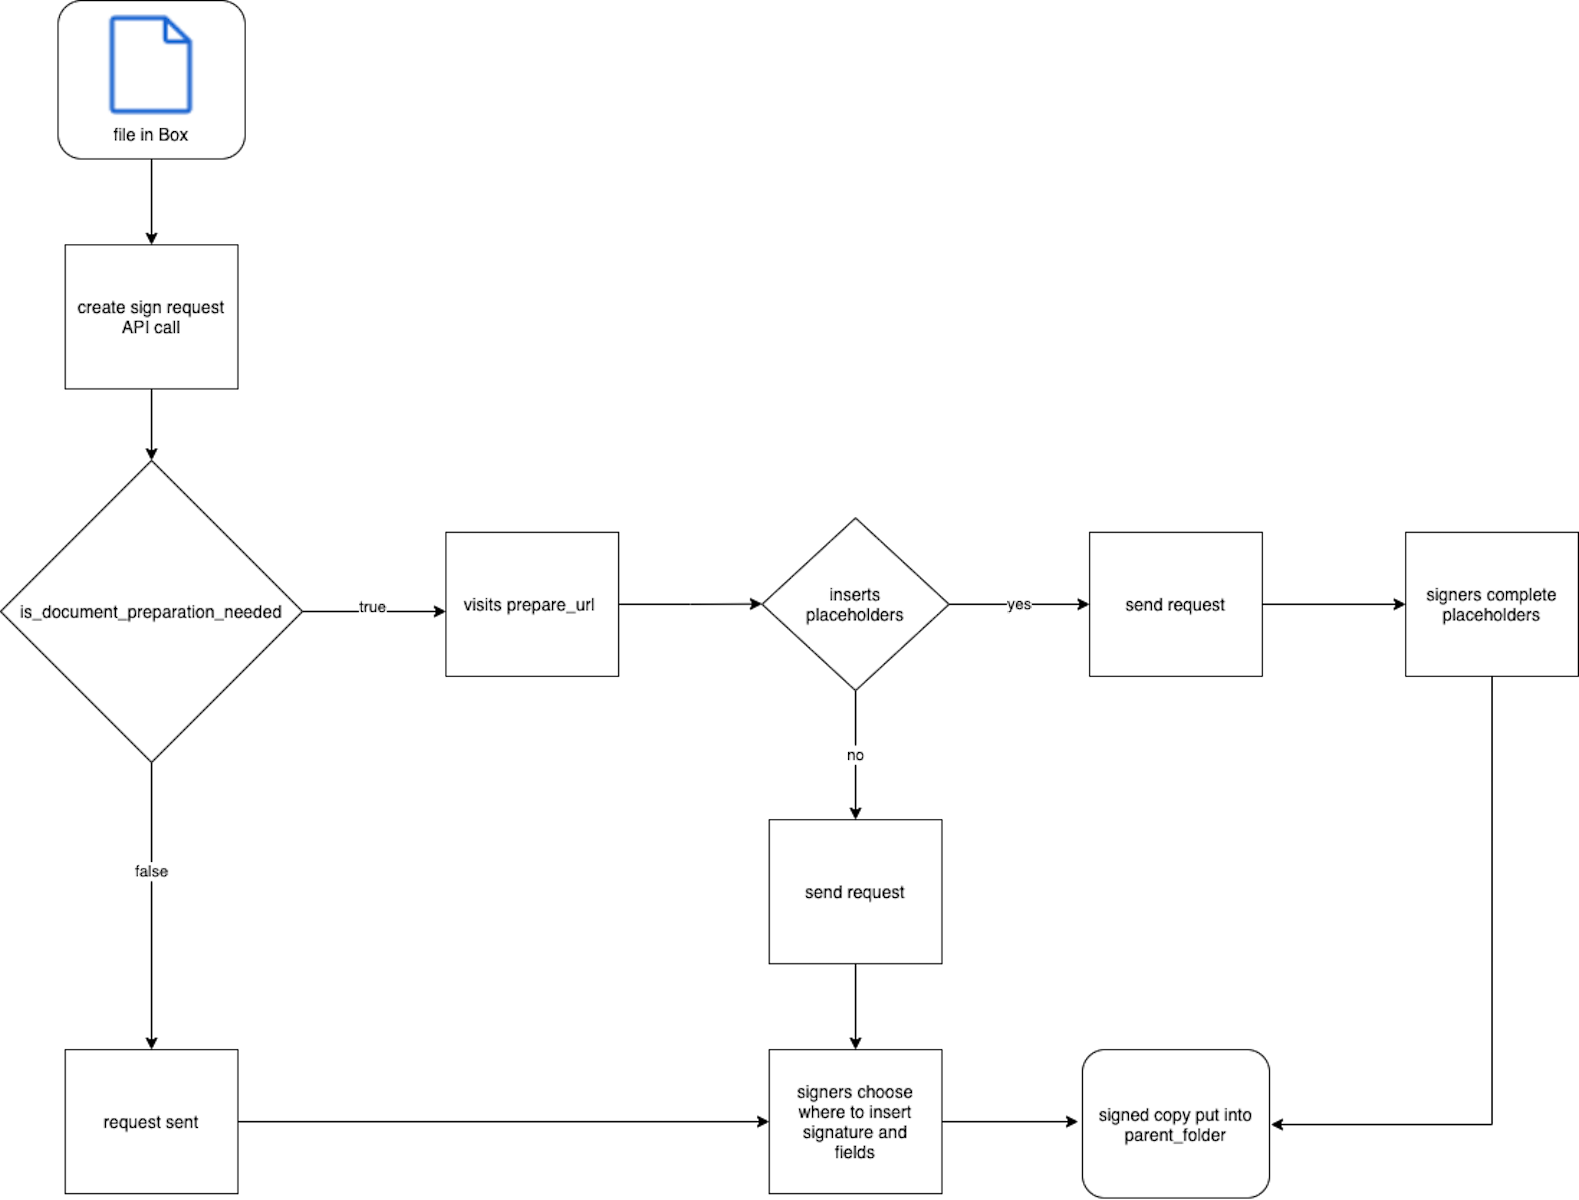 file in Box
create sign request
API call
is_document_preparation_needed
true
visits prepare_url
inserts
placeholders
yes
send request
signers complete
placeholders
no
false
send request
request sent
signers choose
where to insert
signature and
fields
signed copy put into
parent_folder